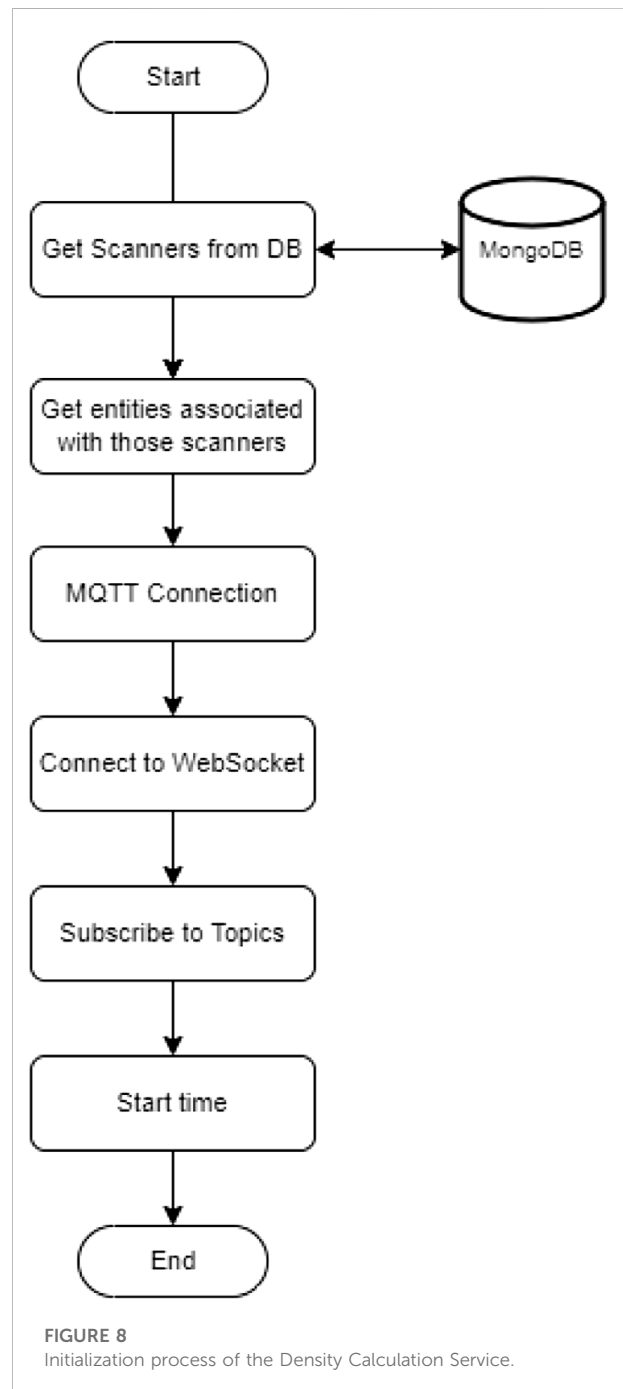 Start
Get Scanners from DB
MongoDB
Get entities associated
with those scanners
MQTT Connection
Connect to WebSocket
Subscribe to Topics
Start time
End
FIGURE 8
Initialization process of the Density Calculation Service.